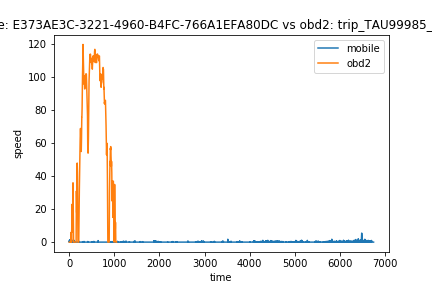 e: E373AE3C-3221-4960-B4FC-766A1EFA80DC vs obd2: trip_TAU99985_
120
100
80
60
40
20
0
speed
mobile
obd2
0 1000 2000 3000 4000 5000 6000 7000
time